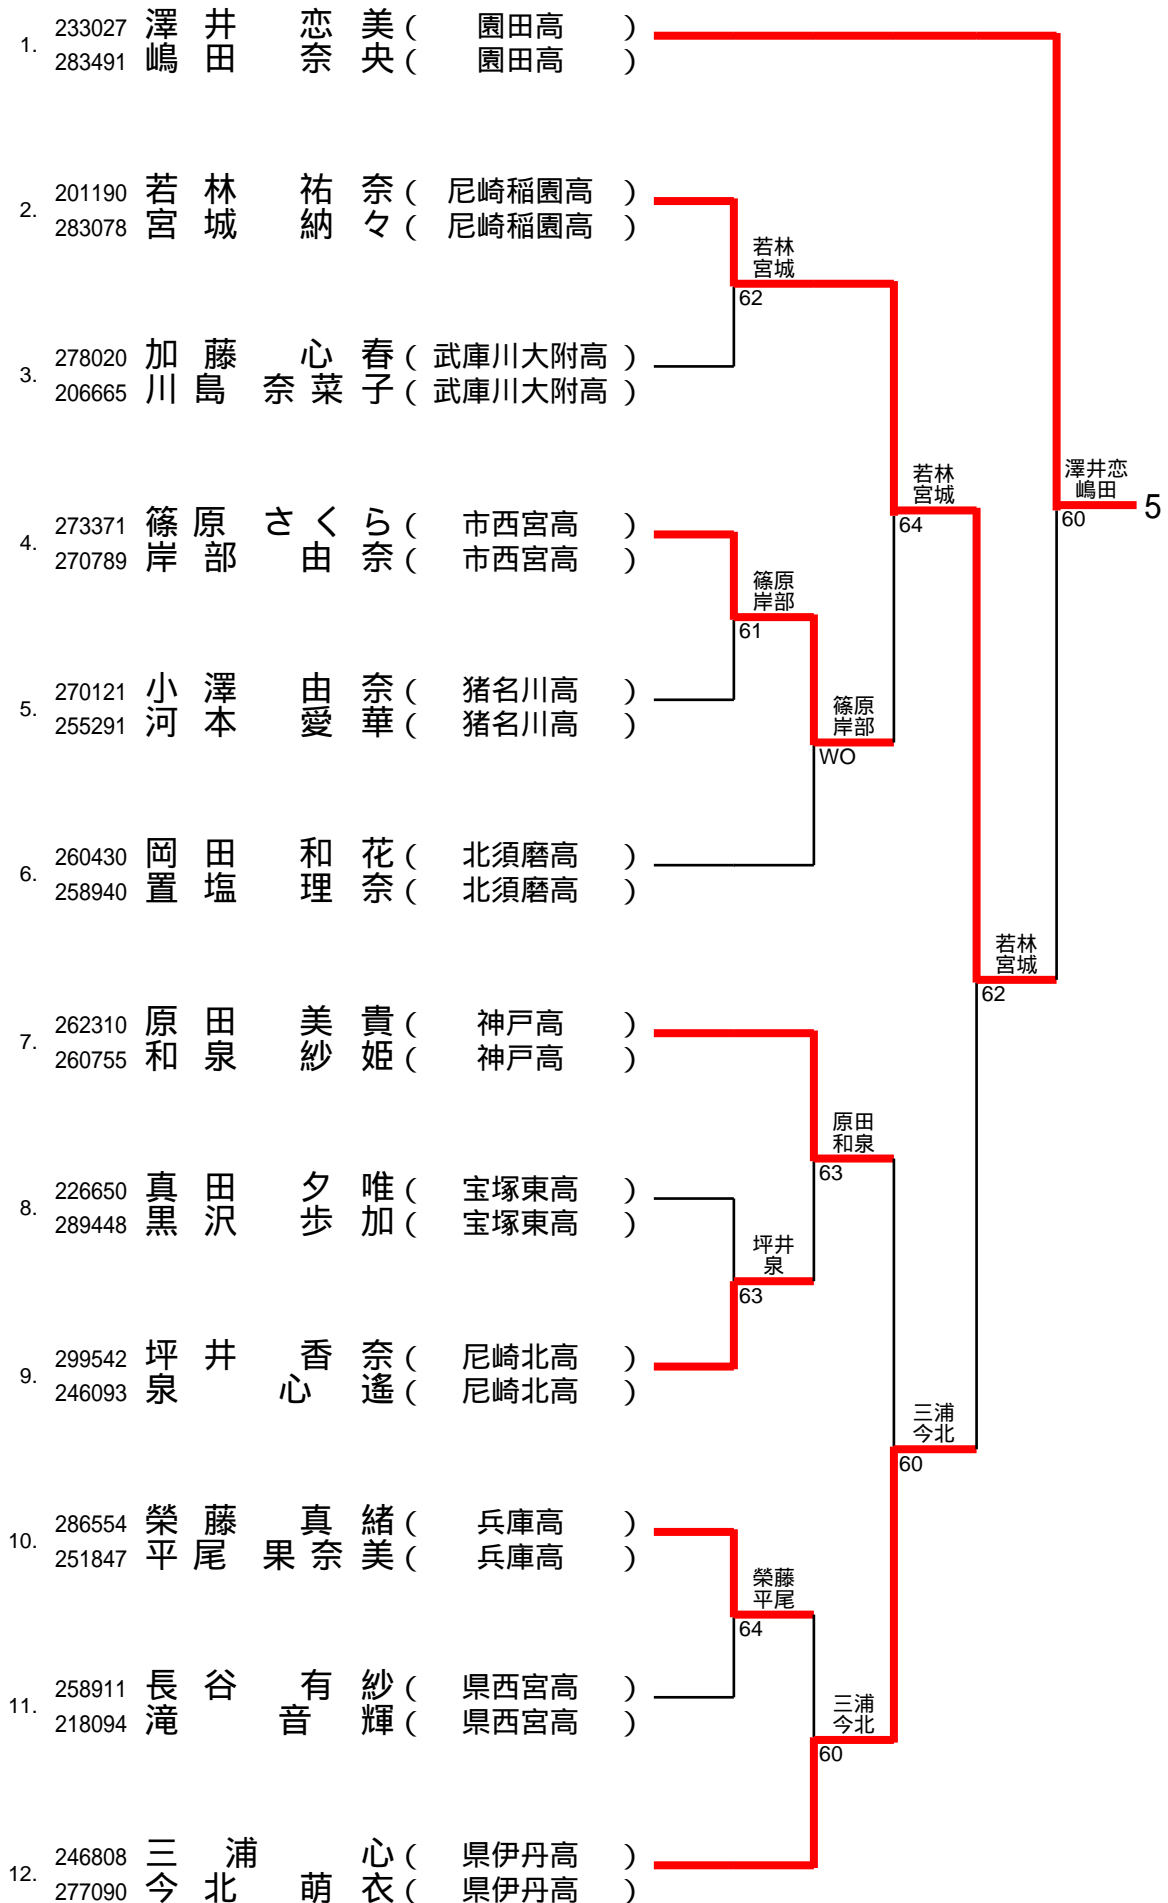 1. 233027 澤井 恋美 ( 園田高 )
283491 嶋田 奈央 ( 園田高 )
2. 201190 若林 祐奈 ( 尼崎稲園高 )
283078 宮城 納々 ( 尼崎稲園高 )
若林
宮城
62
3. 278020 加藤 心春 ( 武庫川大附高 )
206665 川島 奈菜子 ( 武庫川大附高 )
若林
宮城
64
澤井恋
嶋田
60
5
4. 273371 篠原 さくら ( 市西宮高 )
270789 岸部 由奈 ( 市西宮高 )
篠原
岸部
61
5. 270121 小澤 由奈 ( 猪名川高 )
255291 河本 愛華 ( 猪名川高 )
篠原
岸部
WO
6. 260430 岡田 和花 ( 北須磨高 )
258940 置塩 理奈 ( 北須磨高 )
若林
宮城
62
7. 262310 原田 美貴 ( 神戸高 )
260755 和泉 紗姫 ( 神戸高 )
原田
和泉
63
8. 226650 真田 夕唯 ( 宝塚東高 )
289448 黒沢 歩加 ( 宝塚東高 )
坪井
泉
63
9. 299542 坪井 香奈 ( 尼崎北高 )
246093 泉 心遙 ( 尼崎北高 )
三浦
今北
60
10. 286554 榮藤 真緒 ( 兵庫高 )
251847 平尾 果奈美 ( 兵庫高 )
榮藤
平尾
64
11. 258911 長谷 有紗 ( 県西宮高 )
218094 滝 音輝 ( 県西宮高 )
三浦
今北
60
12. 246808 三浦 心 ( 県伊丹高 )
277090 今北 萌衣 ( 県伊丹高 )